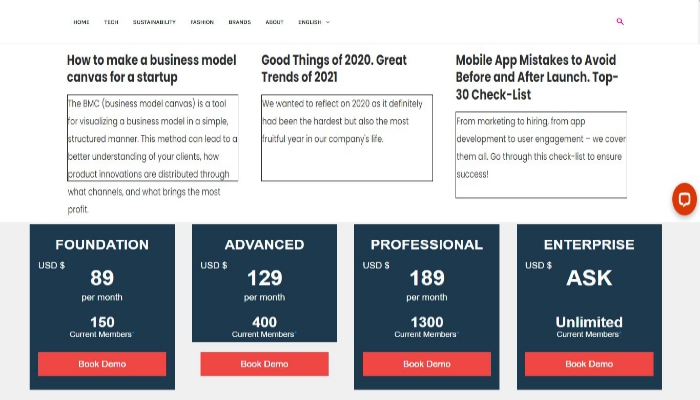 HOME TECH SUSTAINABILITY FASHION BRANDS ABOUT ENGLISH
How to make a business model
canvas for a startup
The BMC (business model canvas) is a tool
for visualizing a business model in a simple,
structured manner. This method can lead to a
better understanding of your clients, how
product innovations are distributed through
what channels, and what brings the most
profit.
Good Things of 2020. Great
Trends of 2021
We wanted to reflect on 2020 as it definitely
had been the hardest but also the most
fruitful year in our company's life.
Mobile App Mistakes to Avoid
Before and After Launch. Top-
30 Check-List
From marketing to hiring, from app
development to user engagement – we cover
them all. Go through this check-list to ensure
success!
FOUNDATION
USD $
89
per month
150
Current Members*
Book Demo
ADVANCED
USD $
129
per month
400
Current Members*
Book Demo
PROFESSIONAL
USD $
189
per month
1300
Current Members*
Book Demo
ENTERPRISE
USD $
ASK
Unlimited
Current Members*
Book Demo